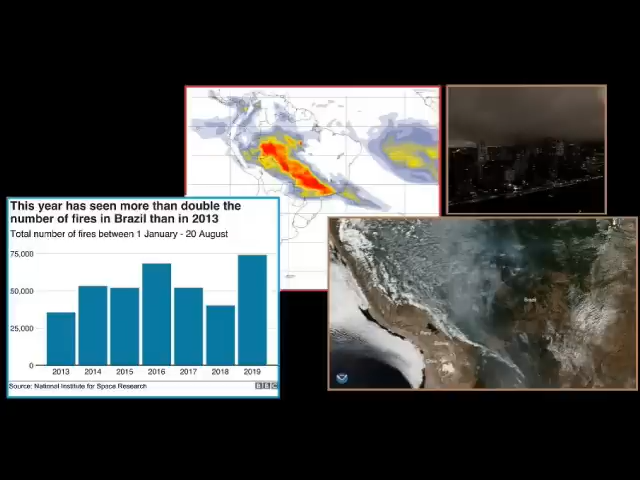 This year has seen more than double the
number of fires in Brazil than in 2013
Total number of fires between 1 January - 20 August
75,000
50,000
25,000
0
2013 2014 2015 2016 2017 2018 2019
Source: National Institute for Space Research
BBC
Brazil